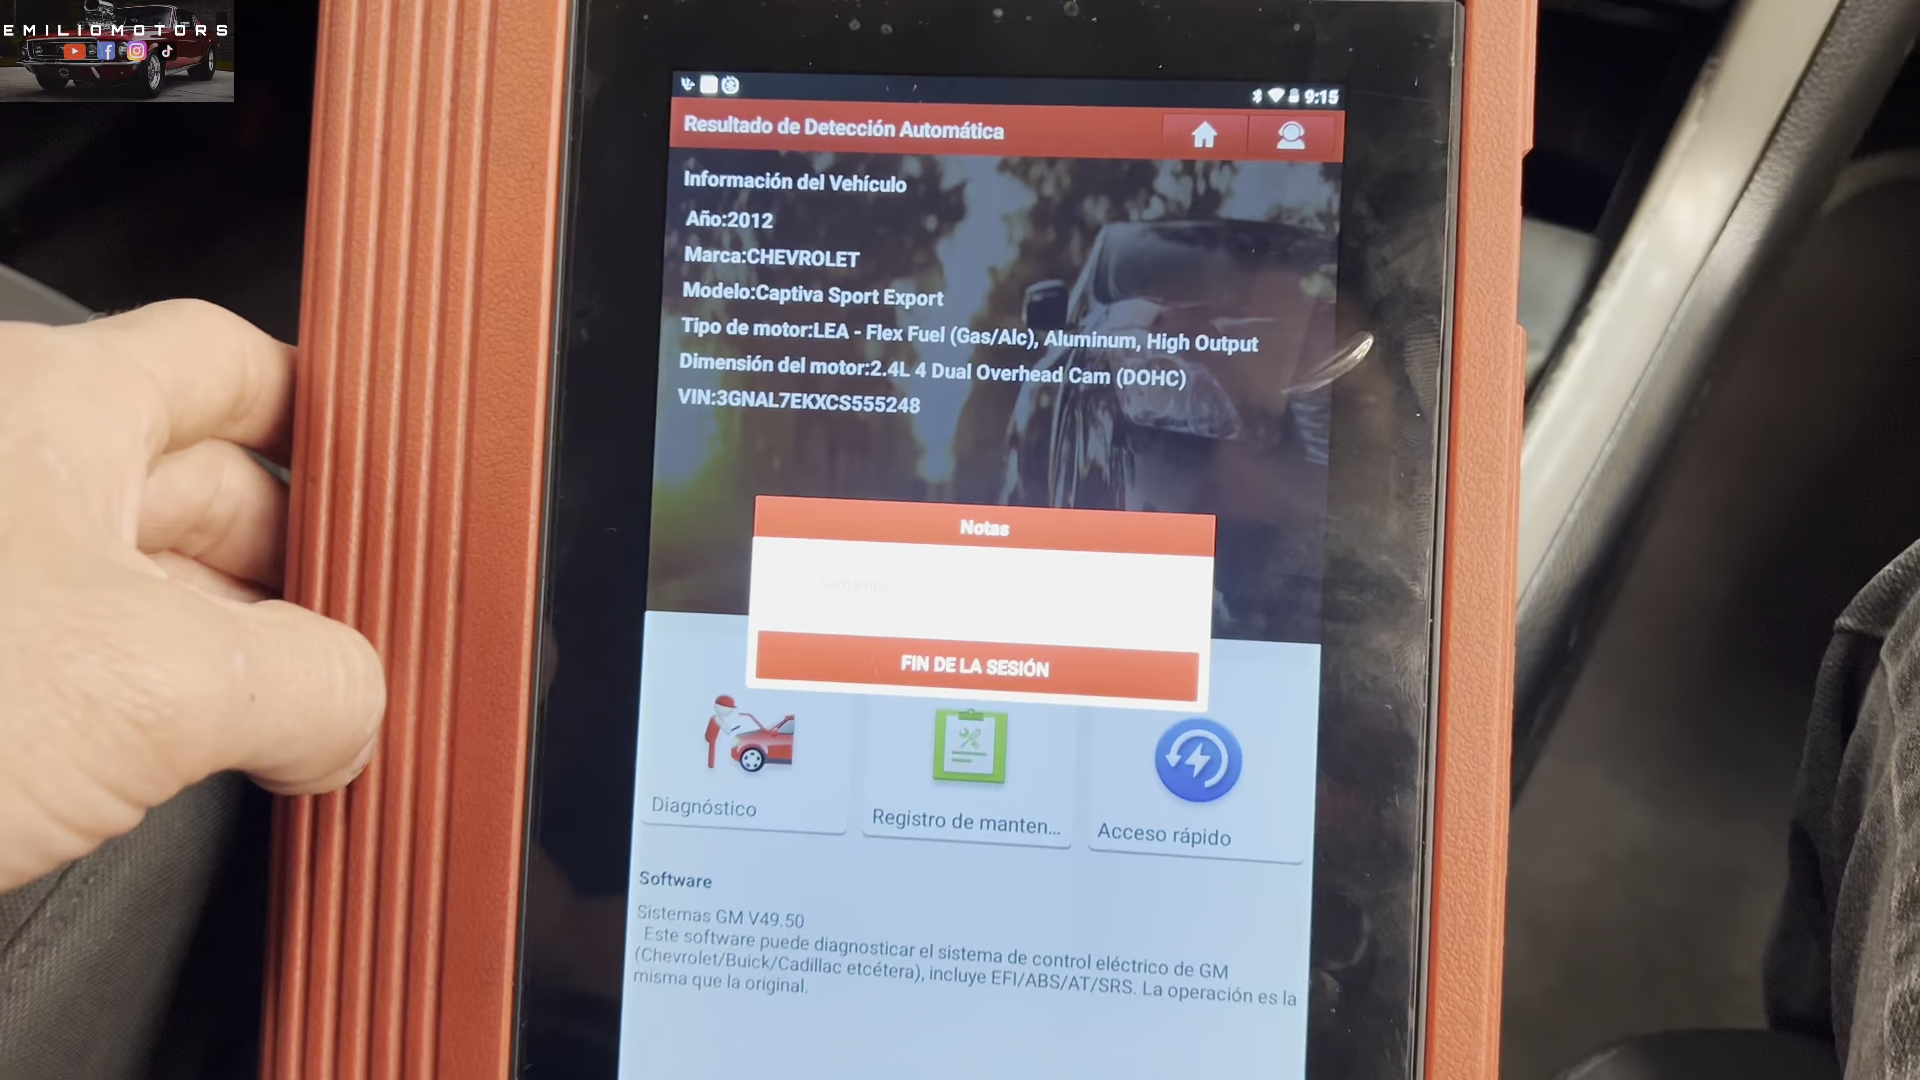 EMILIOMOTORS
9:15
Resultado de Detección Automática
Información del Vehículo
Año:2012
Marca:CHEVROLET
Modelo:Captiva Sport Export
Tipo de motor:LEA - Flex Fuel (Gas/Alc), Aluminum, High Output
Dimensión del motor:2.4L 4 Dual Overhead Cam (DOHC)
VIN:3GNAL7EKXCS555248
Notas
FIN DE LA SESIÓN
Diagnóstico
Registro de manten...
Acceso rápido
Software
Sistemas GM V49.50
Este software puede diagnosticar el sistema de control eléctrico de GM
(Chevrolet/Buick/Cadillac etcétera), incluye EFI/ABS/AT/SRS. La operación es la
misma que la original.